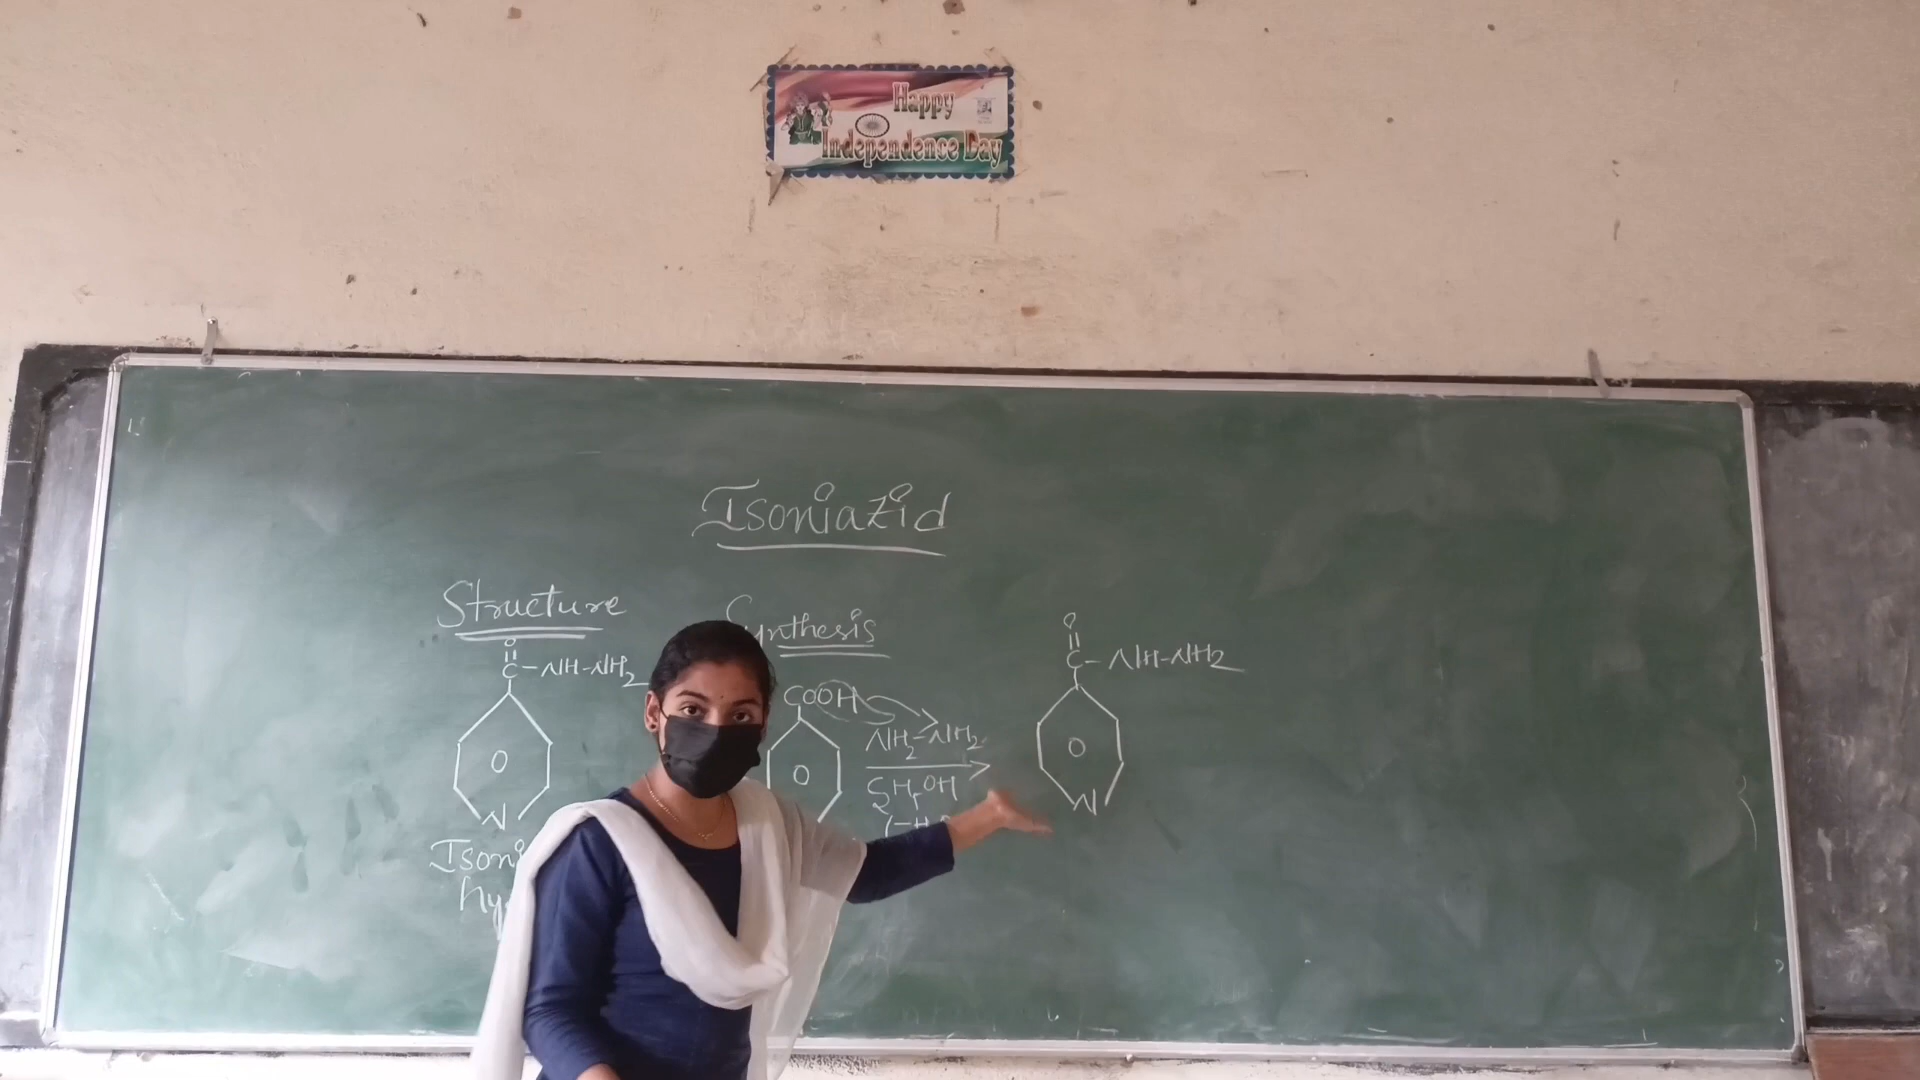 Happy
Independence Day
Isoniazid
Structure
O
C-NH-NH2
O
N
Synthesis
COOH
O
NH2-NH2
C2H5OH
O
C-NH-NH2
O
N